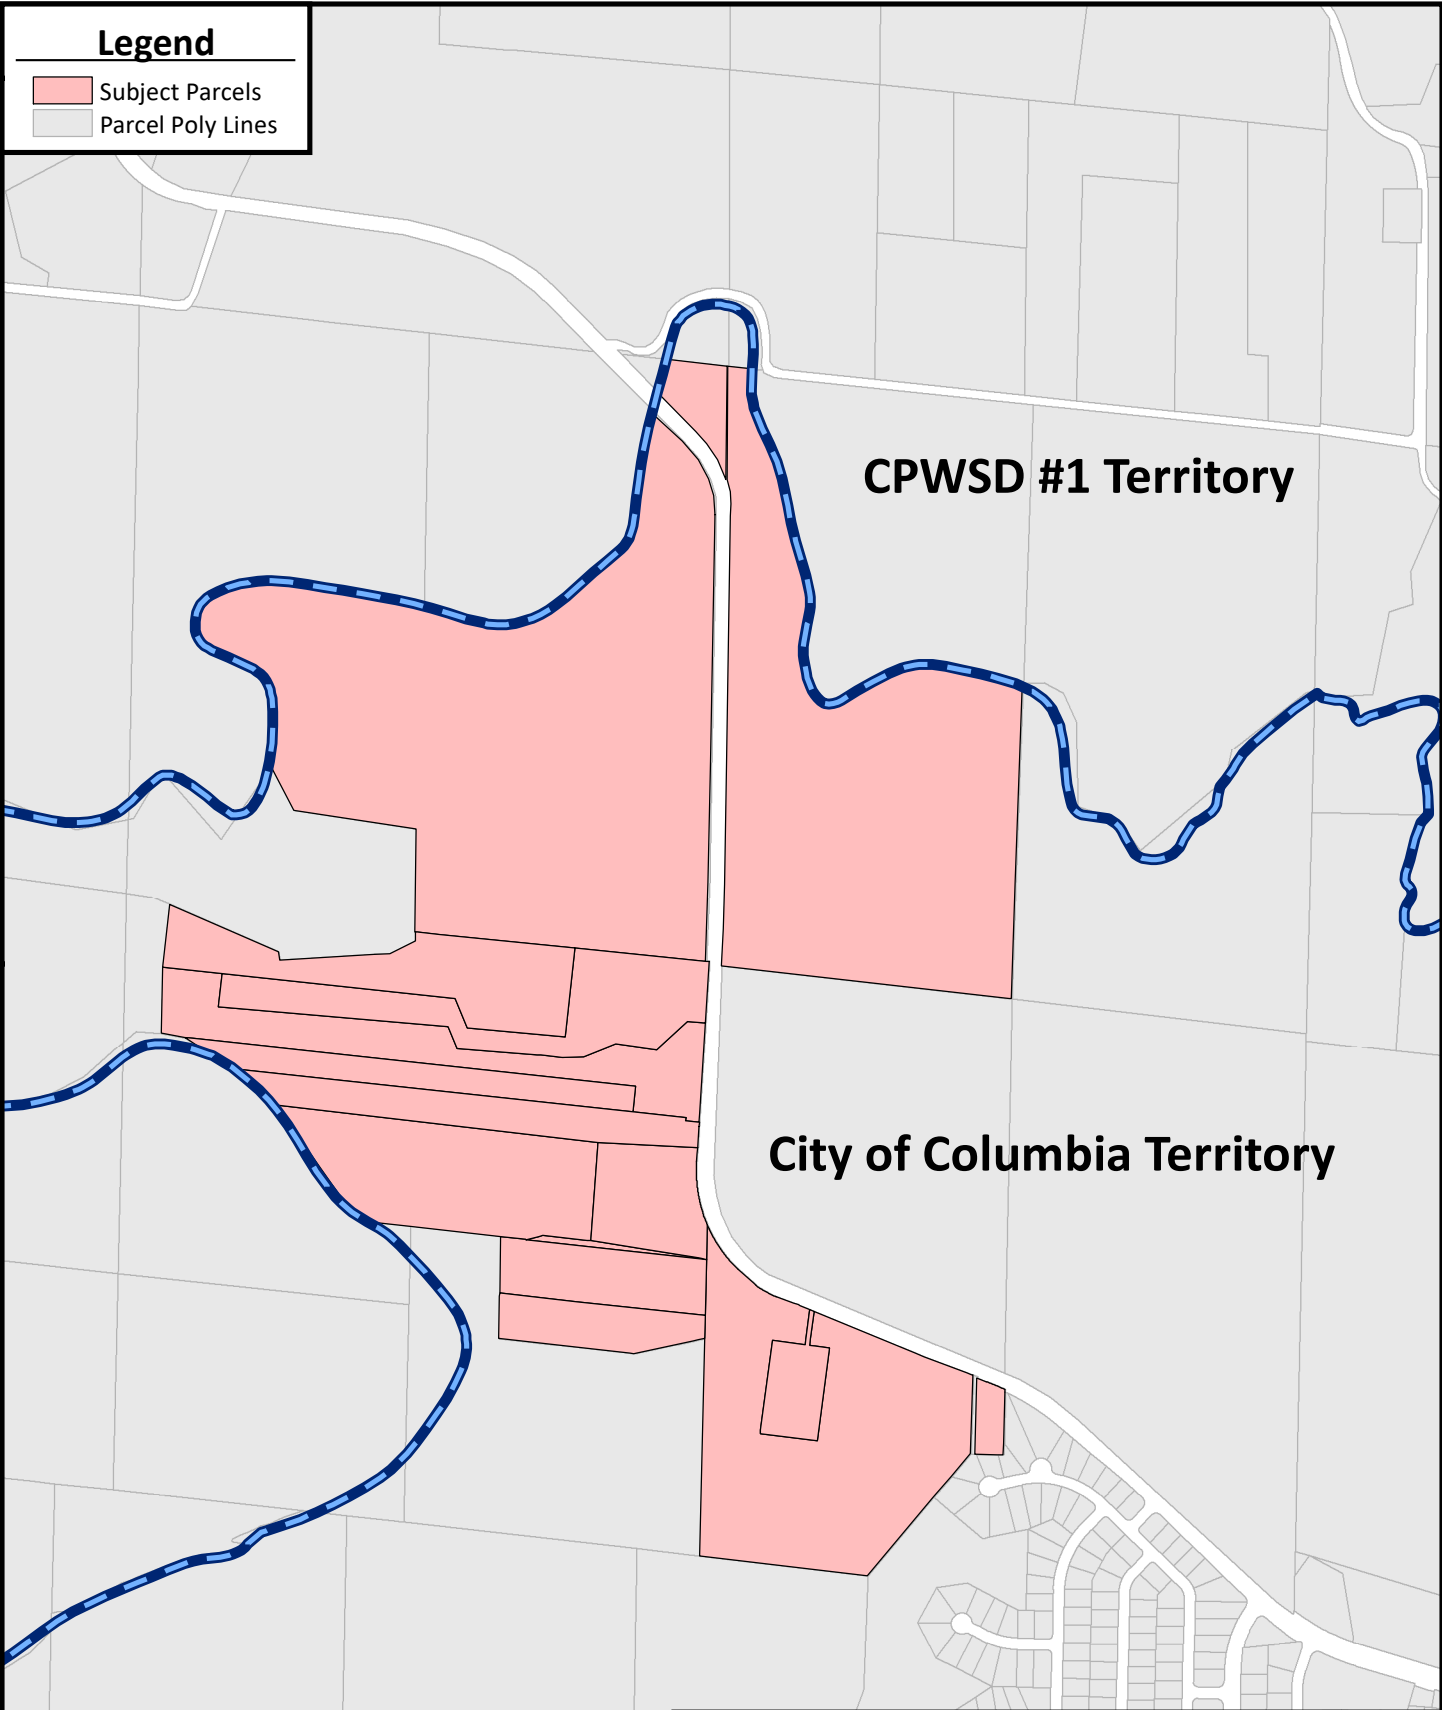 Legend
Subject Parcels
Parcel Poly Lines
CPWSD #1 Territory
City of Columbia Territory